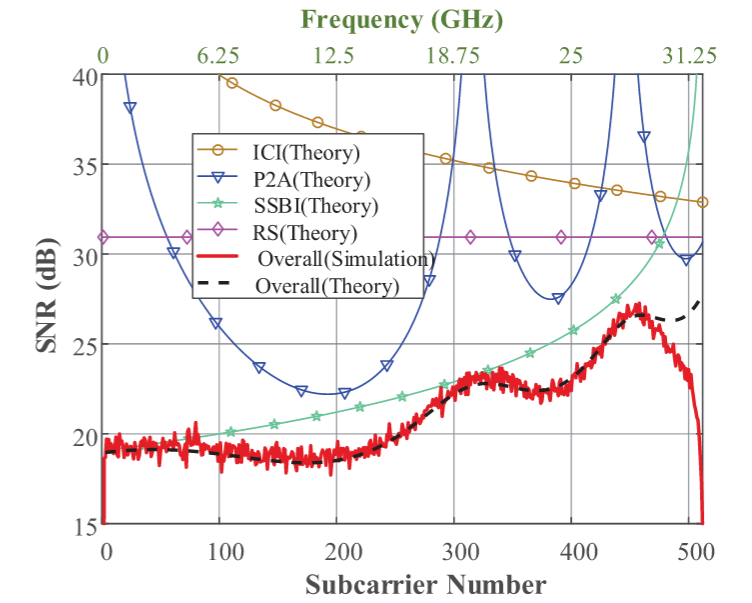 Frequency (GHz)
0 6.25 12.5 18.75 25 31.25
40
35
30
25
20
15
SNR (dB)
ICI(Theory)
P2A(Theory)
SSBI(Theory)
RS(Theory)
Overall(Simulation)
Overall(Theory)
0 100 200 300 400 500
Subcarrier Number